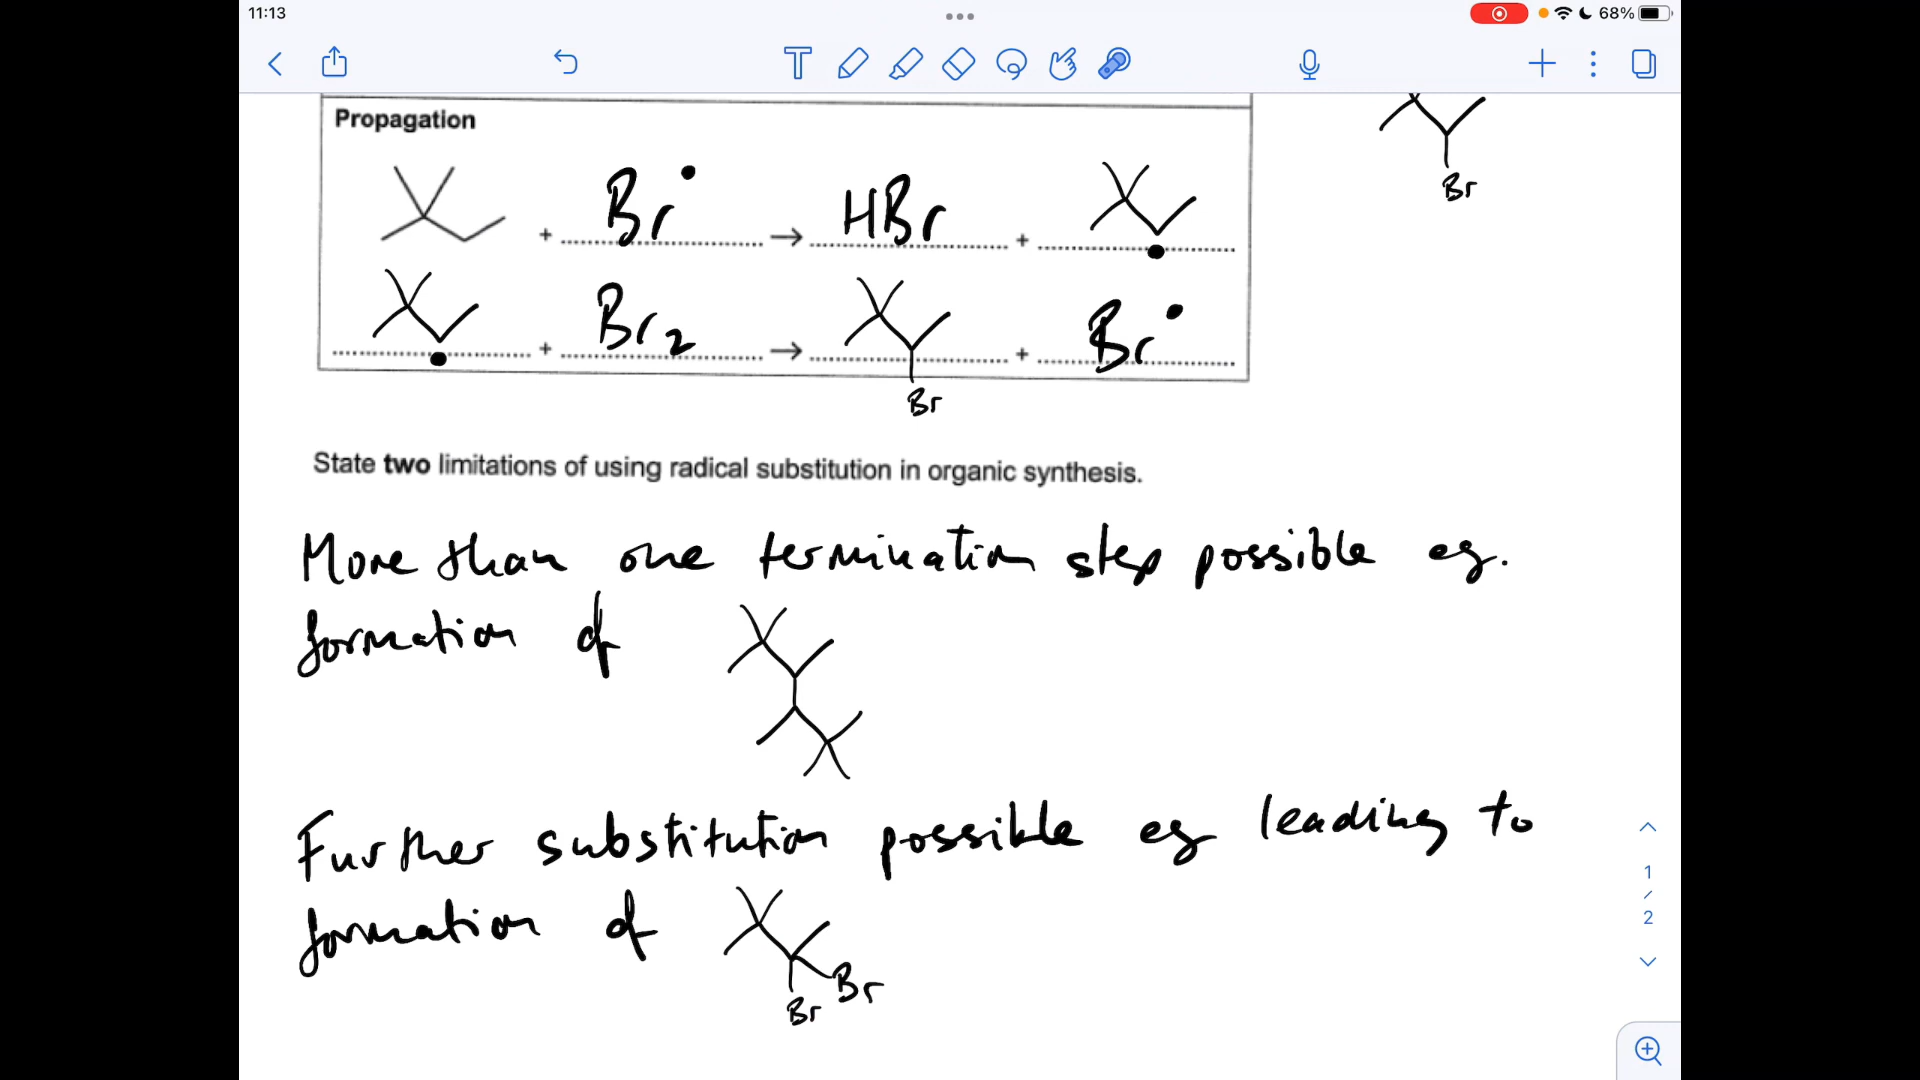 11:13
68%
Propagation
Br
+ Br• → HBr + •
• + Br2 → + Br•
Br
State two limitations of using radical substitution in organic synthesis.
More than one termination step possible eg.
formation of
Further substitution possible eg leading to
formation of
Br
Br
1
/
2